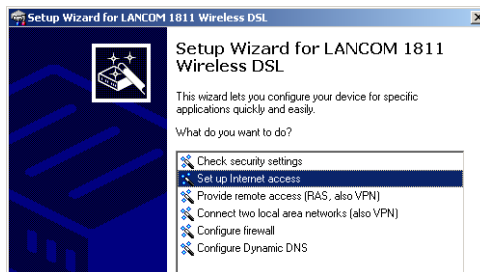 Setup Wizard for LANCOM 1811 Wireless DSL
Setup Wizard for LANCOM 1811
Wireless DSL
This wizard lets you configure your device for specific
applications quickly and easily.
What do you want to do?
Check security settings
Set up Internet access
Provide remote access (RAS, also VPN)
Connect two local area networks (also VPN)
Configure firewall
Configure Dynamic DNS